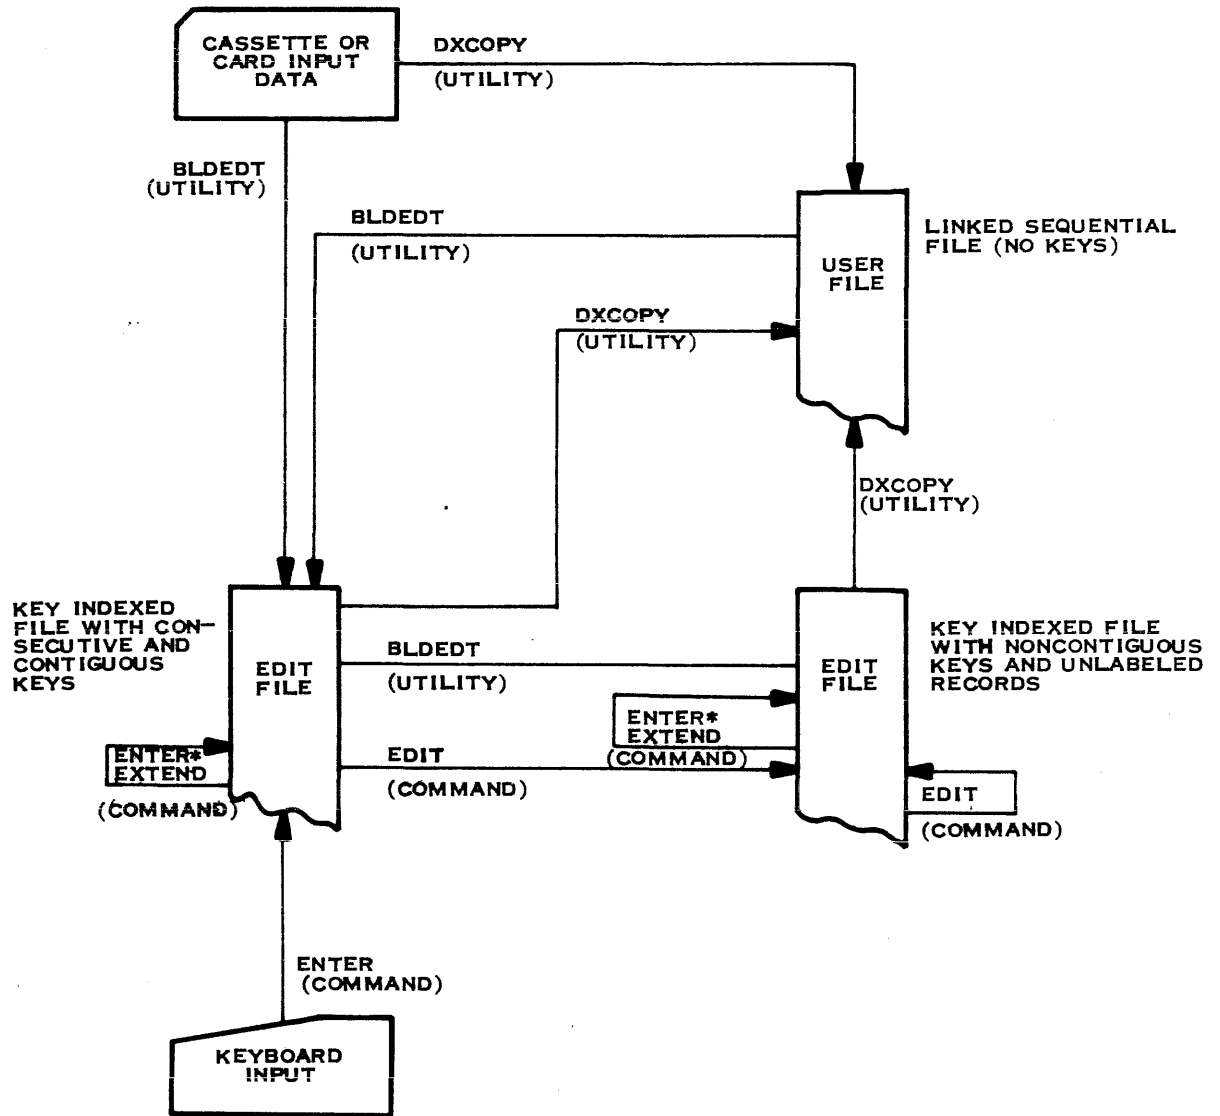 CASSETTE OR
CARD INPUT
DATA
DXCOPY
(UTILITY)
BLDEDT
(UTILITY)
BLDEDT
(UTILITY)
USER
FILE
LINKED SEQUENTIAL
FILE (NO KEYS)
DXCOPY
(UTILITY)
DXCOPY
(UTILITY)
KEY INDEXED
FILE WITH CON-
SECUTIVE AND
CONTIGUOUS
KEYS
EDIT
FILE
BLDEDT
(UTILITY)
EDIT
FILE
KEY INDEXED FILE
WITH NONCONTIGUOUS
KEYS AND UNLABELED
RECORDS
ENTER*
EXTEND
(COMMAND)
ENTER*
EXTEND
(COMMAND)
EDIT
(COMMAND)
EDIT
(COMMAND)
ENTER
(COMMAND)
KEYBOARD
INPUT